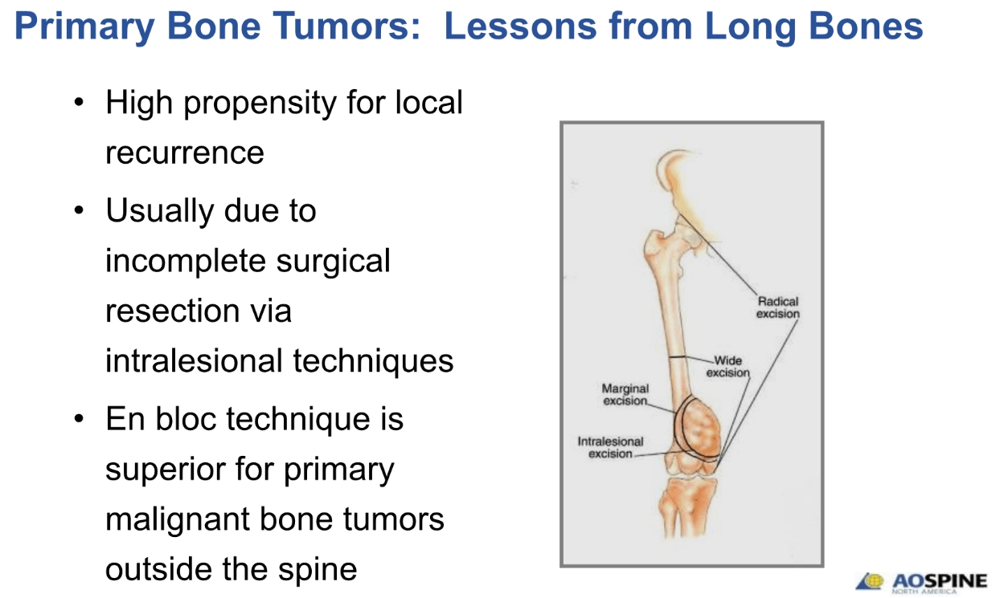 Primary Bone Tumors: Lessons from Long Bones
• High propensity for local
recurrence
• Usually due to
incomplete surgical
resection via
intralesional techniques
• En bloc technique is
superior for primary
malignant bone tumors
outside the spine
Radical
excision
Wide
excision
Marginal
excision
Intralesional
excision
AOSPINE
NORTH AMERICA